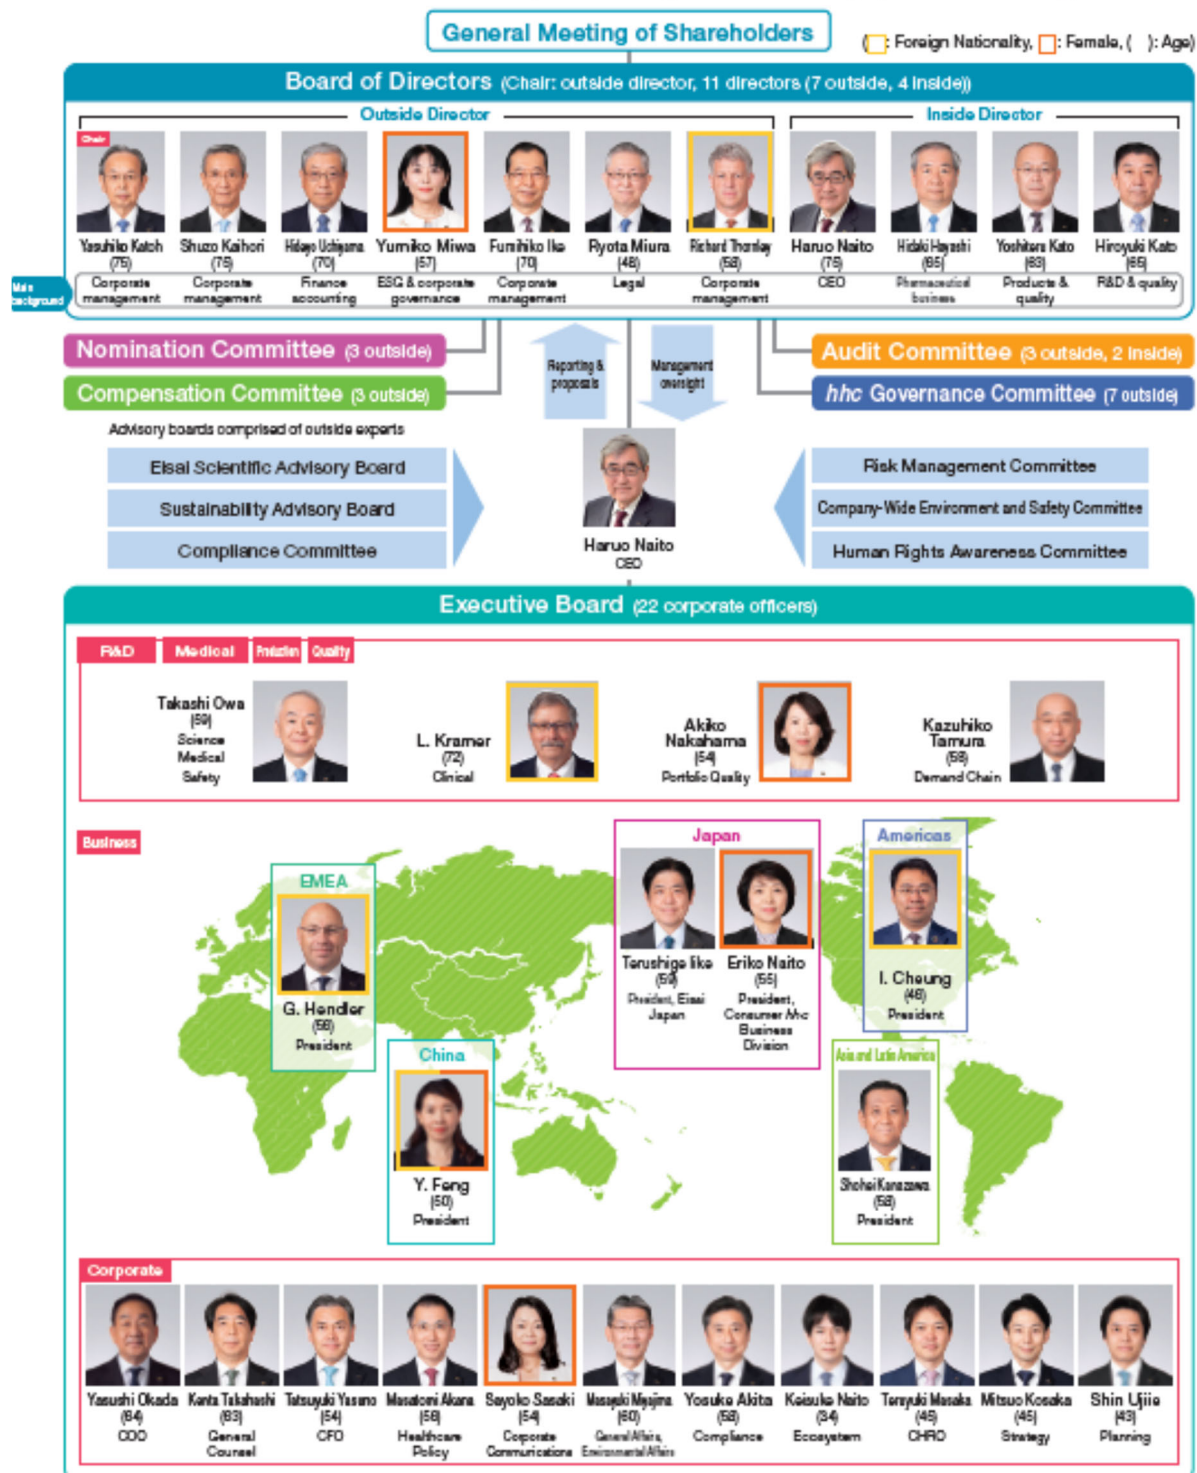 General Meeting of Shareholders
( : Foreign Nationality, : Female, ( ): Age)
Board of Directors (Chair: outside director, 11 directors (7 outside, 4 inside))
Outside Director
Inside Director
Chair
Yasuhiko Katoh
(75)
Corporate
management
Shuzo Kaihori
(75)
Corporate
management
Hideyo Uchiyama
(70)
Finance
accounting
Yumiko Miwa
(57)
ESG & corporate
governance
Fumihiko Ike
(70)
Corporate
management
Ryota Miura
(48)
Legal
Richard Thornley
(58)
Corporate
management
Haruo Naito
(75)
CEO
Hideki Hayashi
(65)
Pharmaceutical
business
Yoshiteru Kato
(63)
Products &
quality
Hiroyuki Kato
(65)
R&D & quality
Main
background
Nomination Committee (3 outside)
Compensation Committee (3 outside)
Reporting &
proposals
Management
oversight
Audit Committee (3 outside, 2 inside)
hhc Governance Committee (7 outside)
Advisory boards comprised of outside experts
Eisai Scientific Advisory Board
Sustainability Advisory Board
Compliance Committee
Haruo Naito
CEO
Risk Management Committee
Company-Wide Environment and Safety Committee
Human Rights Awareness Committee
Executive Board (22 corporate officers)
R&D
Medical
Production
Quality
Takashi Owa
(59)
Science
Medical
Safety
L. Kramer
(72)
Clinical
Akiko
Nakahama
(54)
Portfolio Quality
Kazuhiko
Tamura
(58)
Demand Chain
Business
EMEA
G. Hendler
(56)
President
China
Y. Feng
(50)
President
Japan
Terushige Iike
(59)
President, Eisai
Japan
Eriko Naito
(55)
President,
Consumer hhc
Business
Division
Americas
I. Cheung
(46)
President
Asia and Latin America
Shohei Kanazawa
(58)
President
Corporate
Yasushi Okada
(64)
COO
Kenta Takahashi
(63)
General
Counsel
Tatsuyuki Yasuno
(54)
CFO
Masatomi Akana
(56)
Healthcare
Policy
Sayoko Sasaki
(54)
Corporate
Communications
Masayuki Miyajima
(60)
General Affairs,
Environmental Affairs
Yosuke Akita
(58)
Compliance
Keisuke Naito
(34)
Ecosystem
Teruyuki Masaka
(45)
CHRO
Mitsuo Kosaka
(45)
Strategy
Shin Ujiie
(43)
Planning